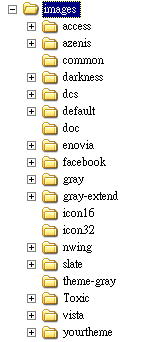 images
access
azenis
common
darkness
dcs
default
doc
enovia
facebook
gray
gray-extend
icon16
icon32
nwing
slate
theme-gray
Toxic
vista
yourtheme